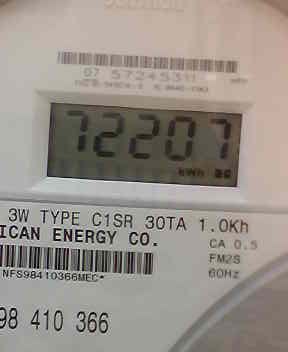 07 57245311
72207
kWh
3W TYPE C1SR 30TA 1.0Kh
ICAN ENERGY CO.
CA 0.5
FM2S
60Hz
NFS98410366MEC*
98 410 366